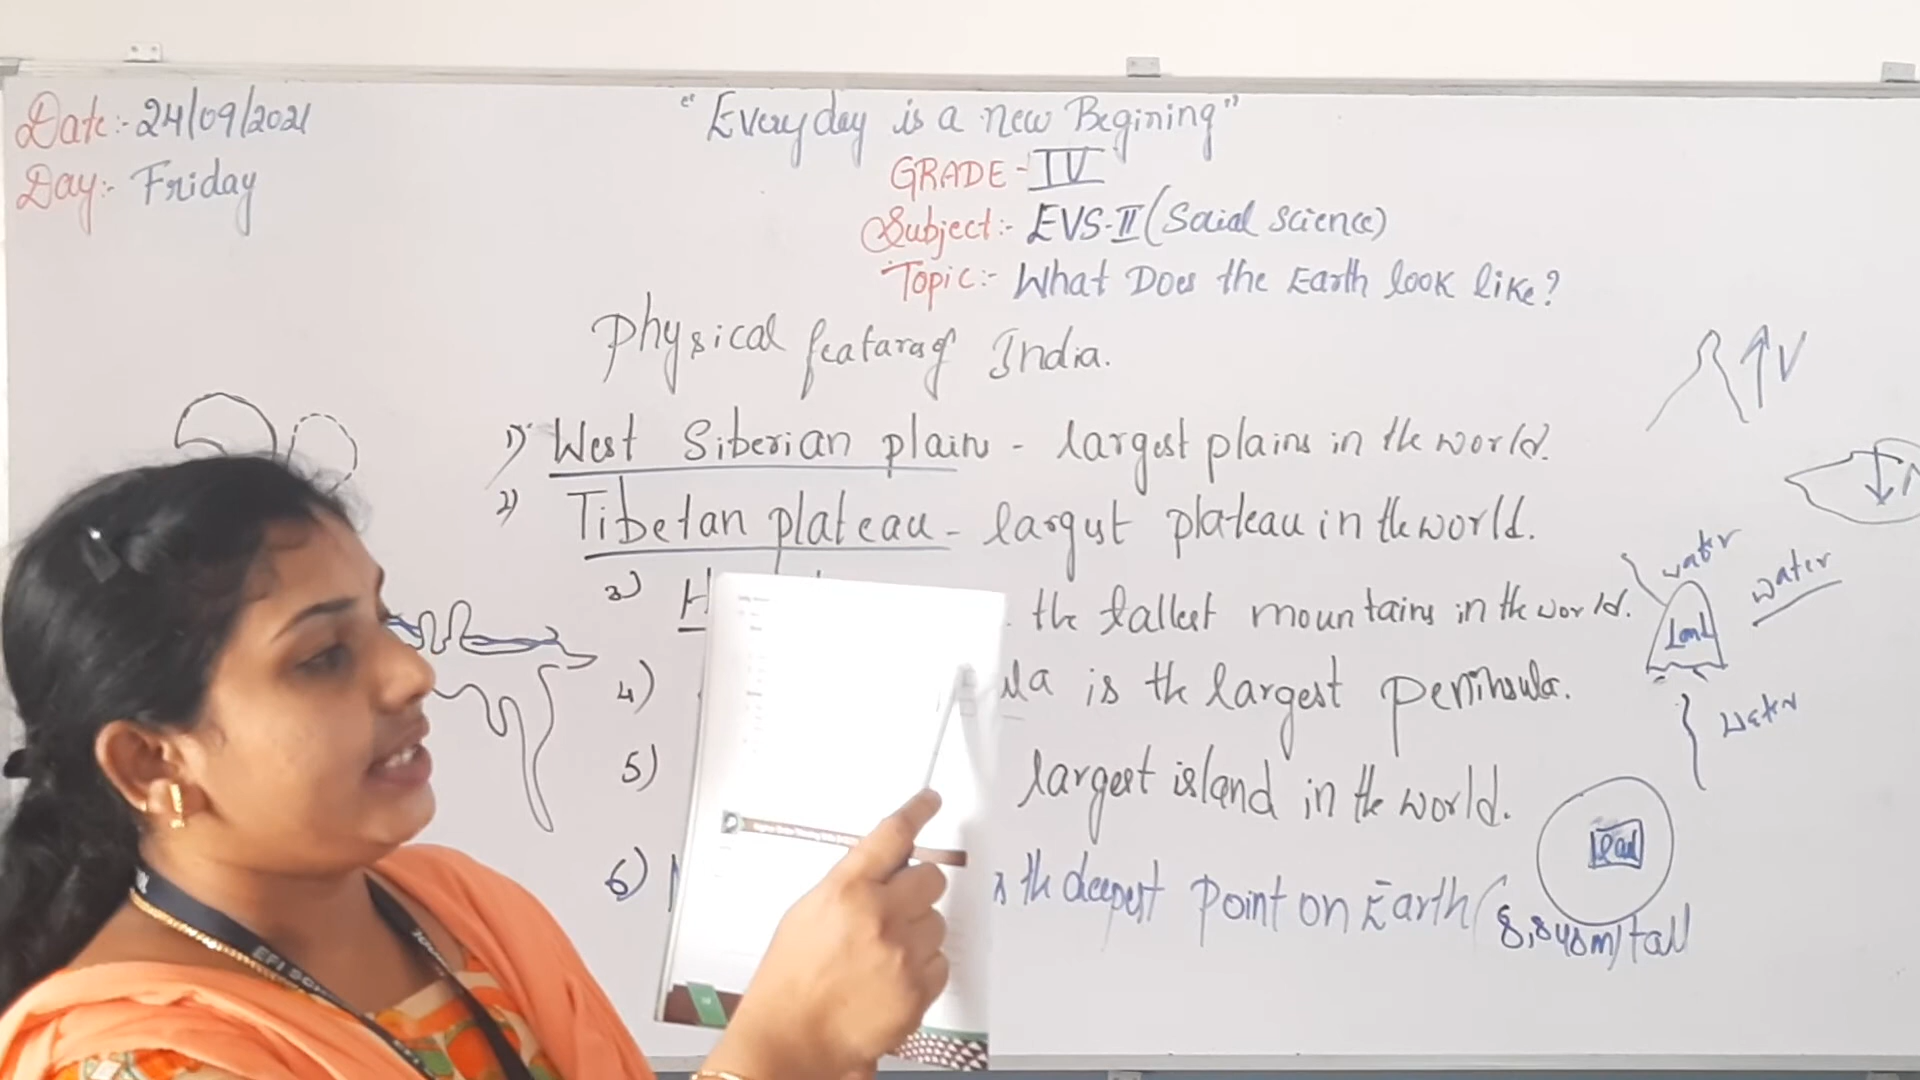 Date:- 24/09/2021
Day:- Friday
"Everyday is a new Begining"
GRADE - IV
Subject:- EVS-II (Social Science)
Topic:- What Does the Earth look like?
Physical features of India.
1) West Siberian plain - largest plains in the world.
2) Tibetan plateau - largest plateau in the world.
3) H the tallest mountains in the world.
4) ula is the largest peninsula.
5) largest island in the world.
6) is the deepest point on Earth (8,848m) tall
V
water
water
Land
water
Land
EFI SCH